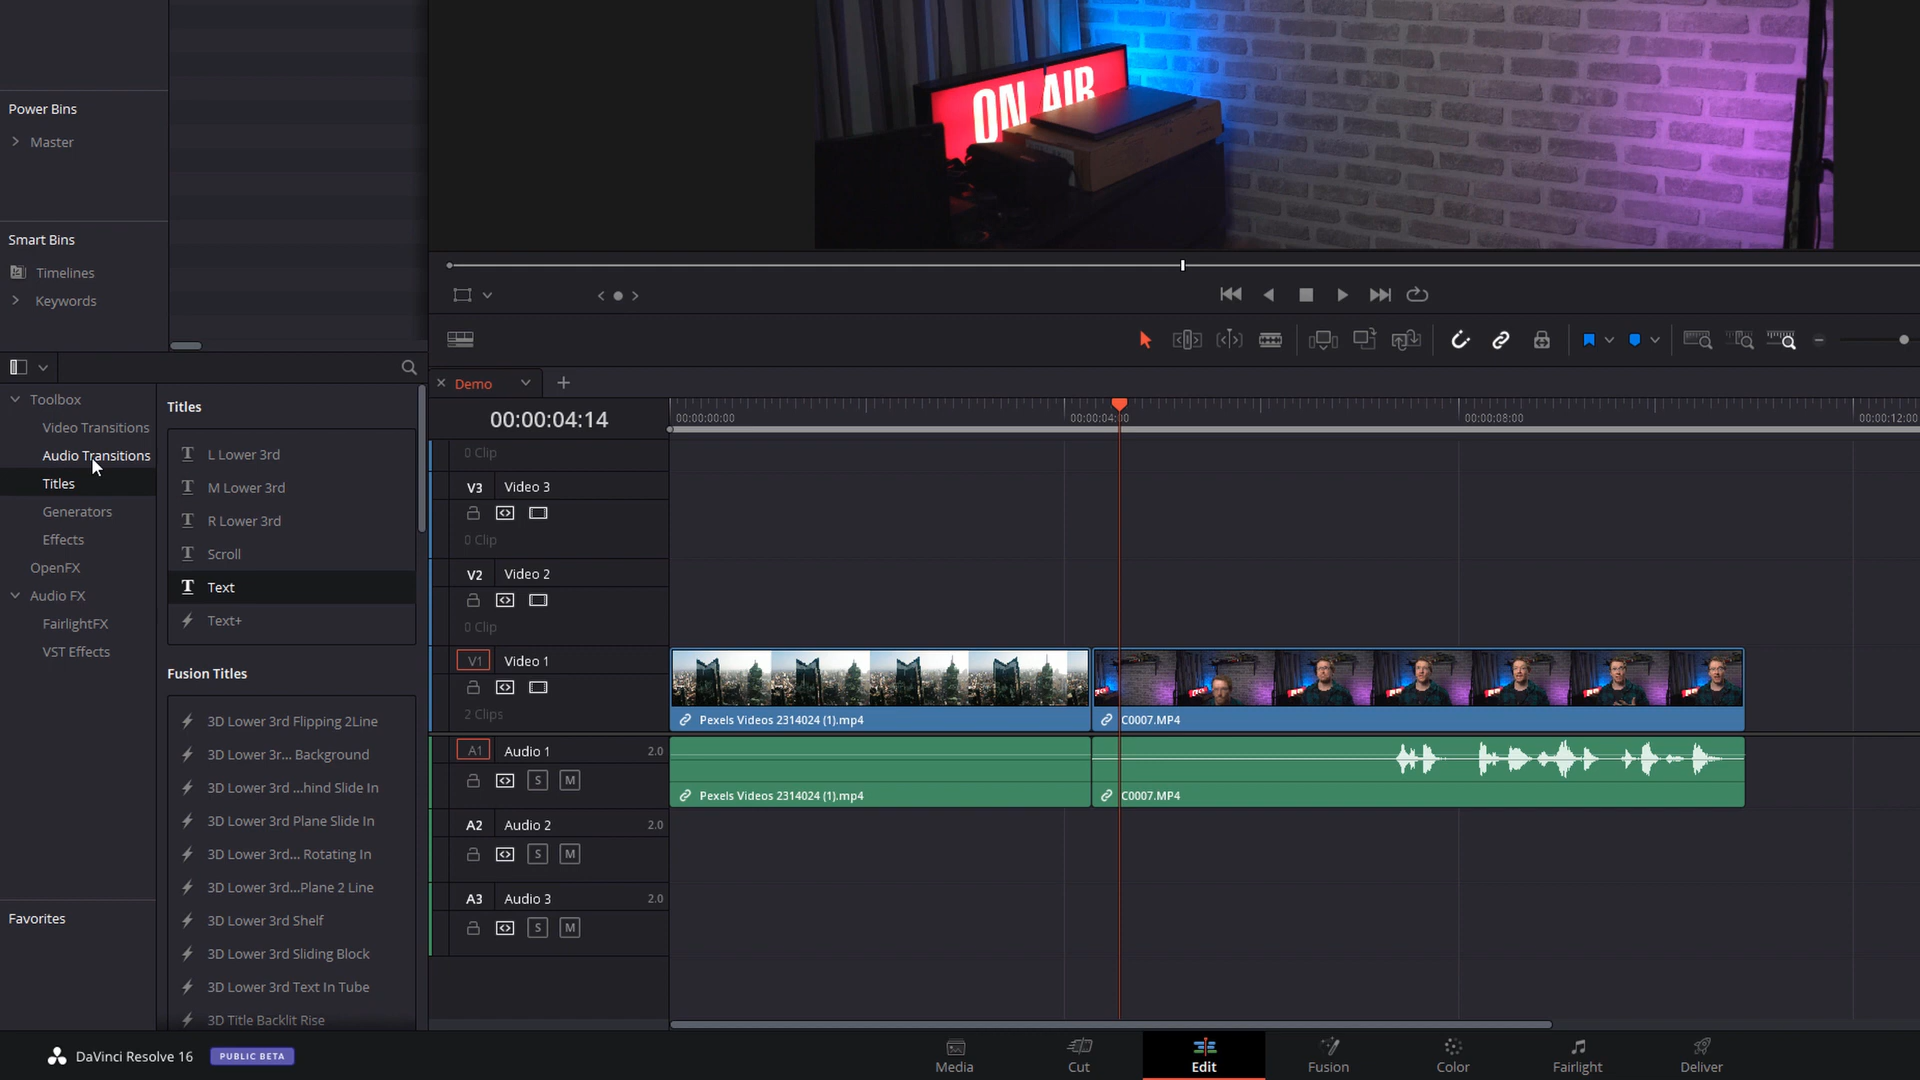 ON AIR
Power Bins
Master
Smart Bins
Timelines
Keywords
Demo
Toolbox
Video Transitions
Audio Transitions
Titles
Generators
Effects
OpenFX
Audio FX
FairlightFX
VST Effects
Favorites
Titles
L Lower 3rd
M Lower 3rd
R Lower 3rd
Scroll
Text
Text+
Fusion Titles
3D Lower 3rd Flipping 2Line
3D Lower 3r... Background
3D Lower 3rd ...hind Slide In
3D Lower 3rd Plane Slide In
3D Lower 3rd... Rotating In
3D Lower 3rd...Plane 2 Line
3D Lower 3rd Shelf
3D Lower 3rd Sliding Block
3D Lower 3rd Text In Tube
3D Title Backlit Rise
00:00:04:14
00:00:00:00
00:00:04:00
00:00:08:00
00:00:12:00
0 Clip
V3 Video 3
0 Clip
V2 Video 2
0 Clip
V1 Video 1
2 Clips
Pexels Videos 2314024 (1).mp4
C0007.MP4
A1 Audio 1 2.0
S M
Pexels Videos 2314024 (1).mp4
C0007.MP4
A2 Audio 2 2.0
S M
A3 Audio 3 2.0
S M
DaVinci Resolve 16
PUBLIC BETA
Media
Cut
Edit
Fusion
Color
Fairlight
Deliver